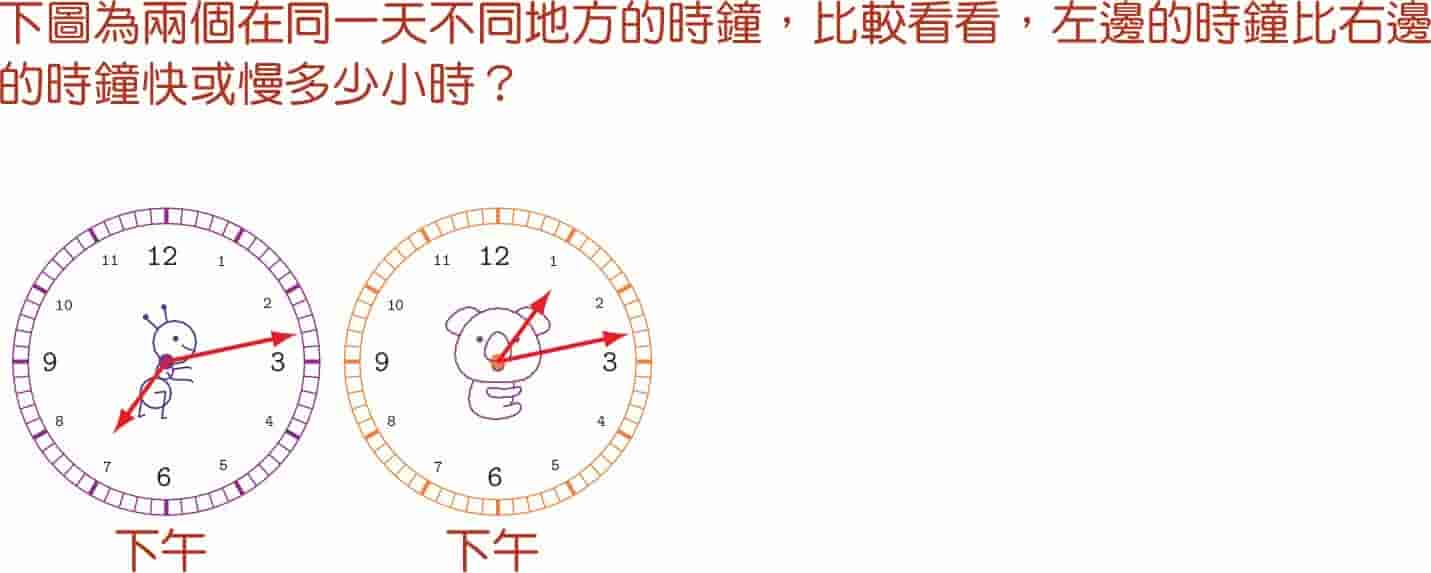 下圖為兩個在同一天不同地方的時鐘，比較看看，左邊的時鐘比右邊
的時鐘快或慢多少小時？
11 12 1 11 12 1
10 2 10 2
9 3 9 3
8 4 8 4
7 6 5 7 6 5
下午 下午